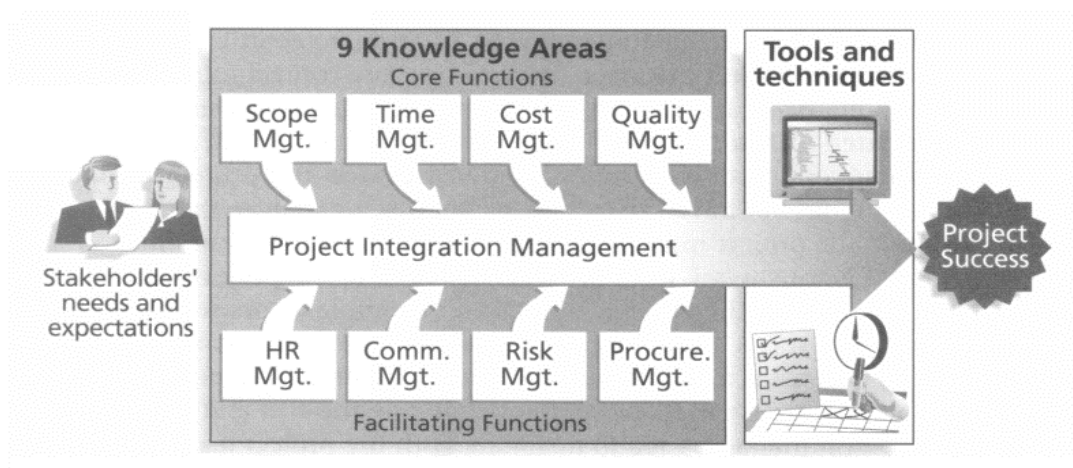 9 Knowledge Areas
Core Functions
Scope
Mgt.
Time
Mgt.
Cost
Mgt.
Quality
Mgt.
Stakeholders'
needs and
expectations
Project Integration Management
HR
Mgt.
Comm.
Mgt.
Risk
Mgt.
Procure.
Mgt.
Facilitating Functions
Tools and
techniques
Project
Success